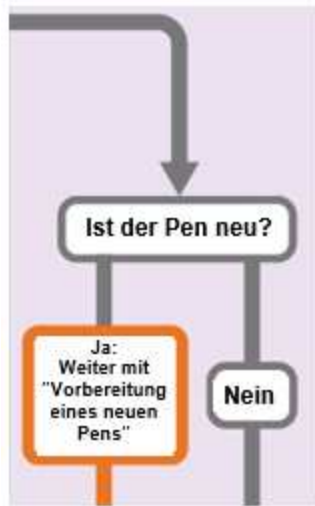 Ist der Pen neu?
Ja:
Weiter mit
"Vorbereitung
eines neuen
Pens"
Nein